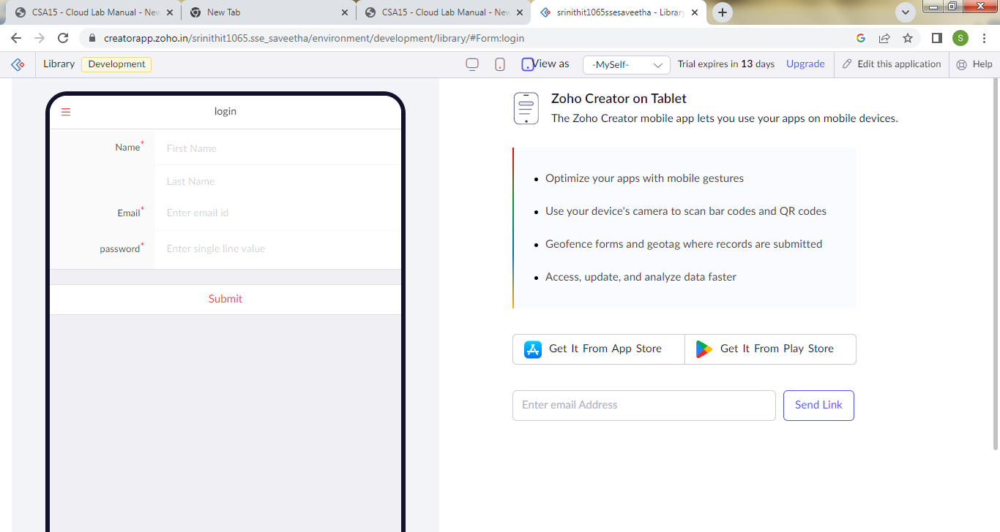 CSA15 - Cloud Lab Manual - New
New Tab
CSA15 - Cloud Lab Manual - New
srinithit1065ssesaveetha - Library
creatorapp.zoho.in/srinithit1065.sse_saveetha/environment/development/library/#Form:login
S
Library
Development
View as
-MySelf-
Trial expires in 13 days
Upgrade
Edit this application
Help
login
Name*
First Name
Last Name
Email*
Enter email id
password*
Enter single line value
Submit
Zoho Creator on Tablet
The Zoho Creator mobile app lets you use your apps on mobile devices.
• Optimize your apps with mobile gestures
• Use your device's camera to scan bar codes and QR codes
• Geofence forms and geotag where records are submitted
• Access, update, and analyze data faster
Get It From App Store
Get It From Play Store
Enter email Address
Send Link